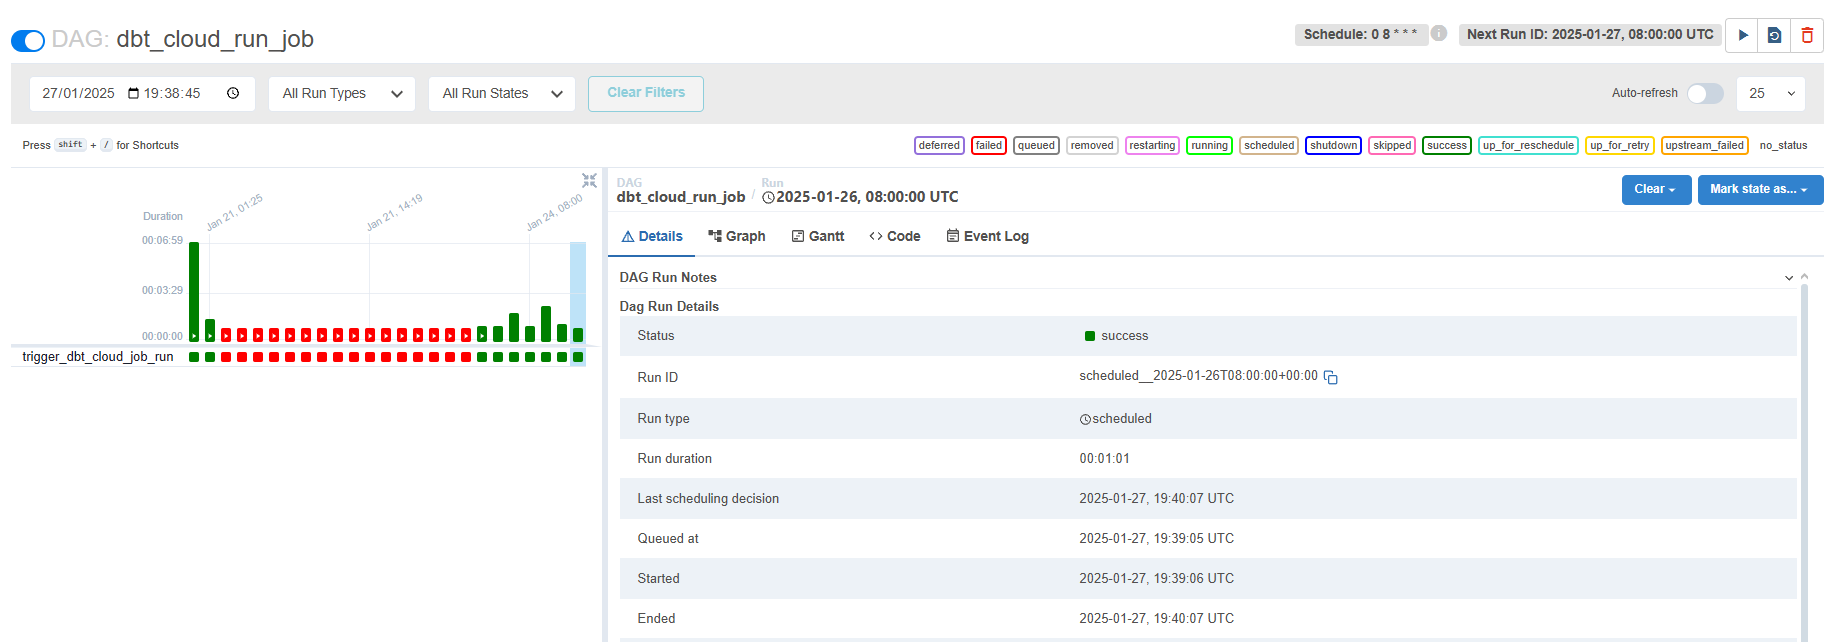 DAG: dbt_cloud_run_job
Schedule: 0 8 * * *
Next Run ID: 2025-01-27, 08:00:00 UTC
27/01/2025 19:38:45
All Run Types
All Run States
Clear Filters
Auto-refresh
25
Press shift + / for Shortcuts
deferred failed queued removed restarting running scheduled shutdown skipped success up_for_reschedule up_for_retry upstream_failed no_status
Jan 21, 01:25
Jan 21, 14:19
Jan 24, 08:00
Duration
00:06:59
00:03:29
00:00:00
trigger_dbt_cloud_job_run
DAG
dbt_cloud_run_job
/
Run
2025-01-26, 08:00:00 UTC
Clear
Mark state as...
Details
Graph
Gantt
Code
Event Log
DAG Run Notes
Dag Run Details
Status success
Run ID scheduled__2025-01-26T08:00:00+00:00
Run type scheduled
Run duration 00:01:01
Last scheduling decision 2025-01-27, 19:40:07 UTC
Queued at 2025-01-27, 19:39:05 UTC
Started 2025-01-27, 19:39:06 UTC
Ended 2025-01-27, 19:40:07 UTC